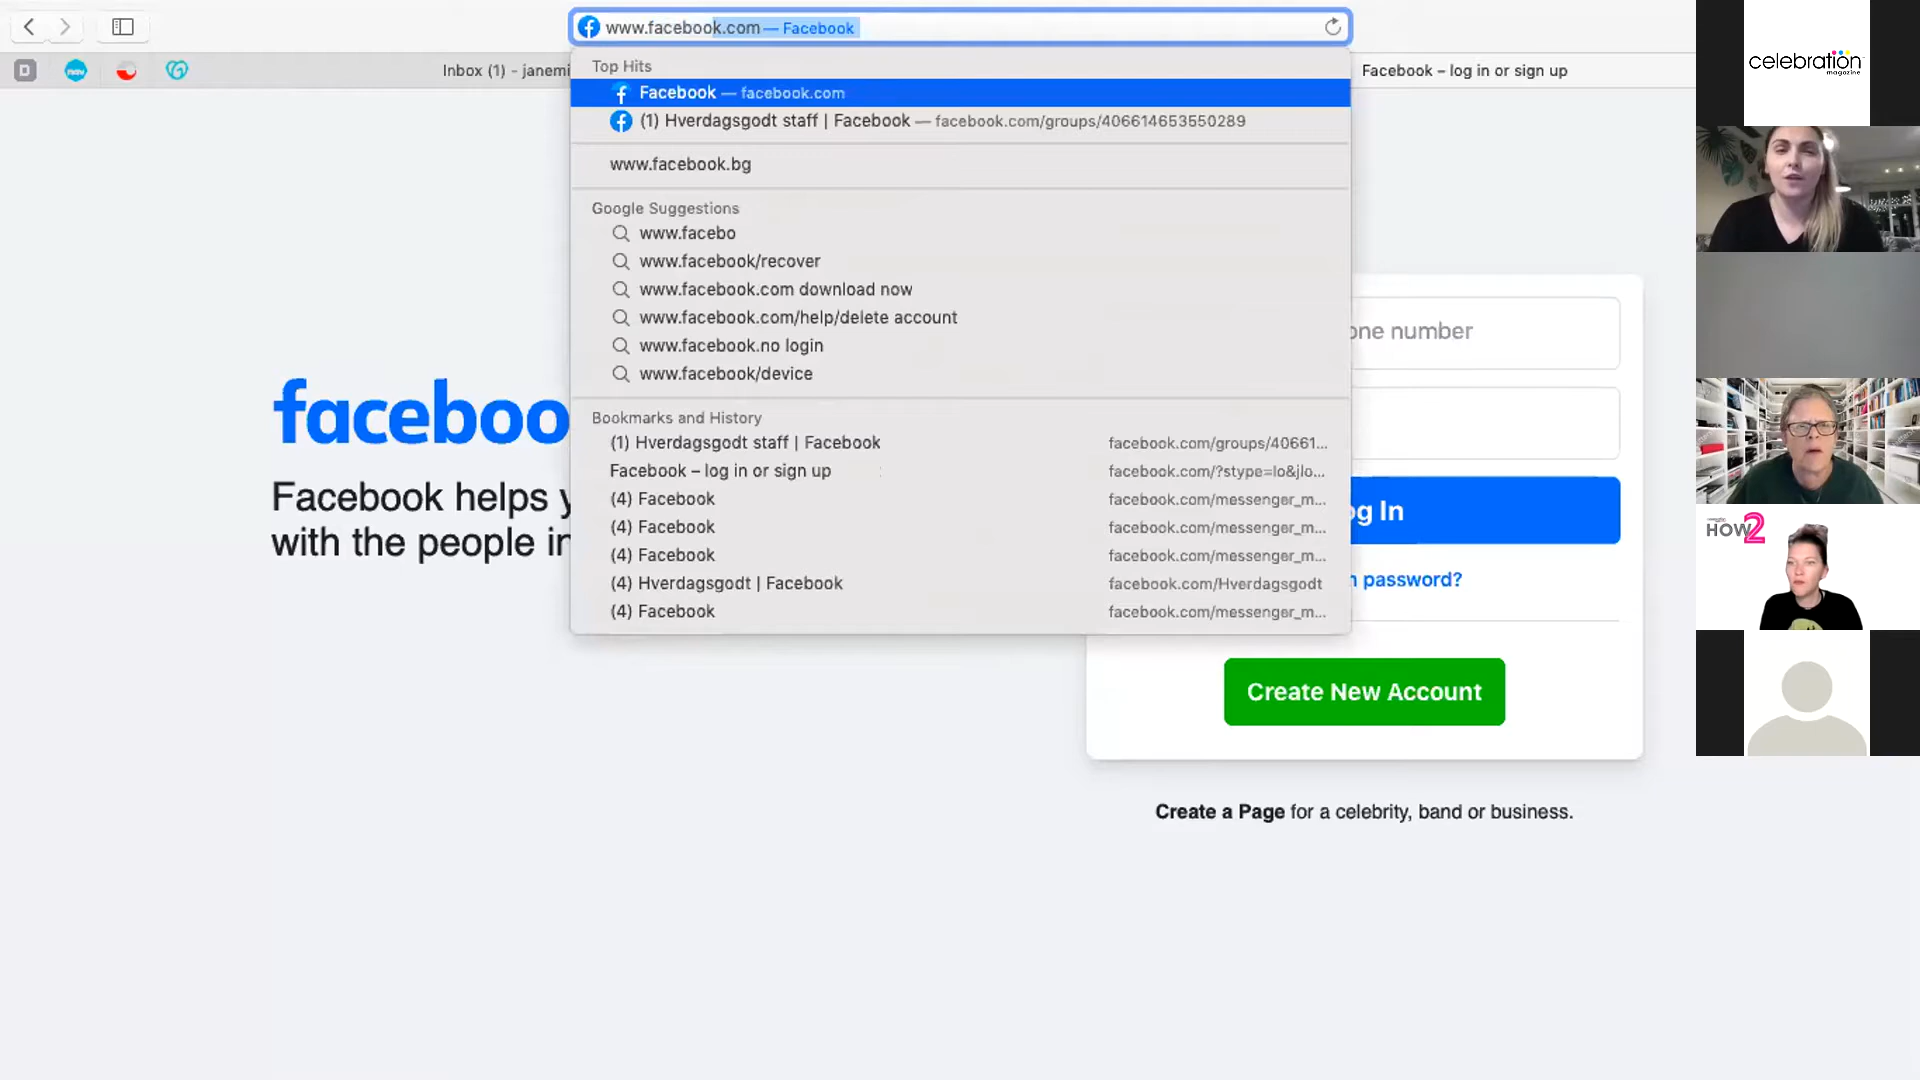 www.facebook.com — Facebook
Inbox (1) - janemi
Facebook – log in or sign up
Top Hits
Facebook — facebook.com
(1) Hverdagsgodt staff | Facebook — facebook.com/groups/406614653550289
www.facebook.bg
Google Suggestions
www.facebo
www.facebook/recover
www.facebook.com download now
www.facebook.com/help/delete account
www.facebook.no login
www.facebook/device
Bookmarks and History
(1) Hverdagsgodt staff | Facebook facebook.com/groups/40661...
Facebook – log in or sign up facebook.com/?stype=lo&jlo...
(4) Facebook facebook.com/messenger_m...
(4) Facebook facebook.com/messenger_m...
(4) Facebook facebook.com/messenger_m...
(4) Hverdagsgodt | Facebook facebook.com/Hverdagsgodt
(4) Facebook facebook.com/messenger_m...
faceboo
Facebook helps y
with the people in
one number
og In
password?
Create New Account
Create a Page for a celebrity, band or business.
celebration
magazine
HOW2
D
nav